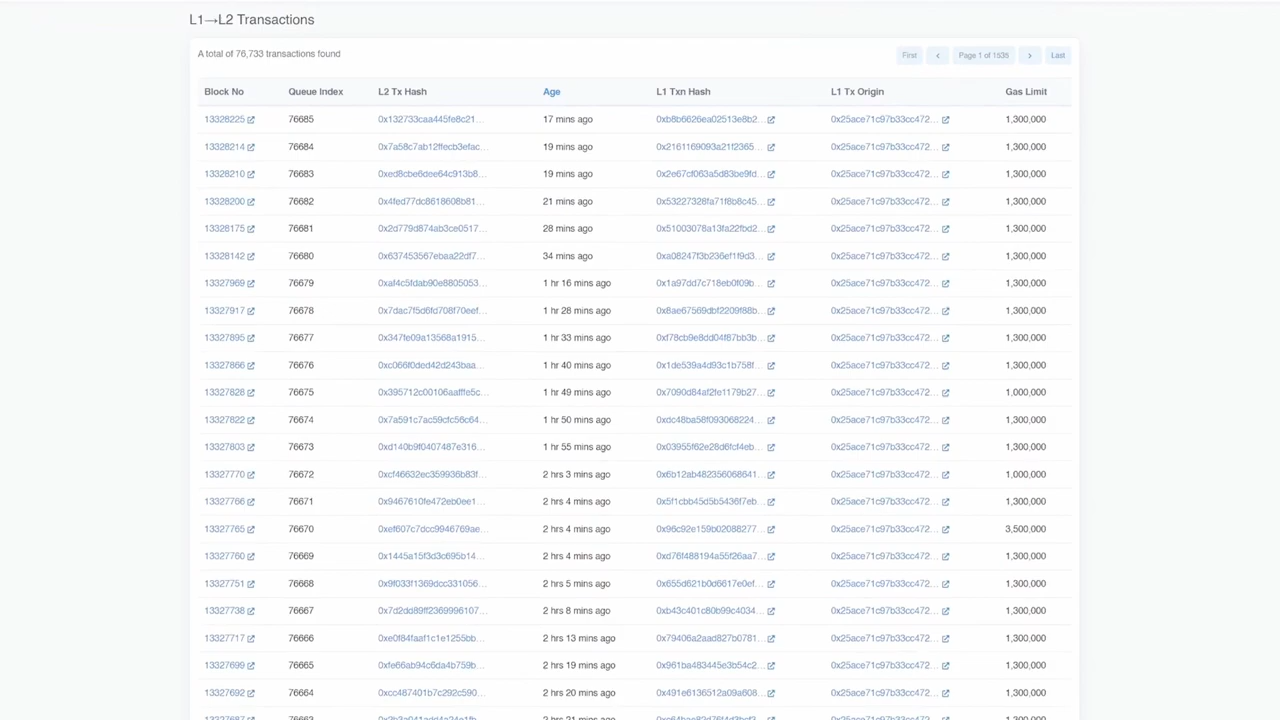 L1→L2 Transactions
A total of 76,733 transactions found
First ‹ Page 1 of 1535 › Last
Block No Queue Index L2 Tx Hash Age L1 Txn Hash L1 Tx Origin Gas Limit
13328225 76685 0x132733caa445fe8c21... 17 mins ago 0xb8b6626ea02513e8b2... 0x25ace71c97b33cc472... 1,300,000
13328214 76684 0x7a58c7ab12ffecb3efac... 19 mins ago 0x2161169093a21f2365... 0x25ace71c97b33cc472... 1,300,000
13328210 76683 0xed8cbe6dee64c913b8... 19 mins ago 0x2e67cf063a5d83be9fd... 0x25ace71c97b33cc472... 1,300,000
13328200 76682 0x4fed77dc8618608b81... 21 mins ago 0x53227328fa71f8b8c45... 0x25ace71c97b33cc472... 1,300,000
13328175 76681 0x2d779d874ab3ce0517... 28 mins ago 0x51003078a13fa22fbd2... 0x25ace71c97b33cc472... 1,300,000
13328142 76680 0x637453567ebaa22df7... 34 mins ago 0xa08247f3b236ef1f9d3... 0x25ace71c97b33cc472... 1,300,000
13327969 76679 0xaf4c5fdab90e8805053... 1 hr 16 mins ago 0x1a97dd7c718eb0f09b... 0x25ace71c97b33cc472... 1,300,000
13327917 76678 0x7dac7f5d6fd708f70eef... 1 hr 28 mins ago 0x8ae67569dbf2209f88b... 0x25ace71c97b33cc472... 1,300,000
13327895 76677 0x347fe09a13568a1915... 1 hr 33 mins ago 0xf78cb9e8dd04f87bb3b... 0x25ace71c97b33cc472... 1,300,000
13327866 76676 0xc066f0ded42d243baa... 1 hr 40 mins ago 0x1de539a4d93c1b758f... 0x25ace71c97b33cc472... 1,300,000
13327828 76675 0x395712c00106aaffe5c... 1 hr 49 mins ago 0x7090d84af2fe1179b27... 0x25ace71c97b33cc472... 1,000,000
13327822 76674 0x7a591c7ac59cfc56c64... 1 hr 50 mins ago 0xdc48ba58f093068224... 0x25ace71c97b33cc472... 1,300,000
13327803 76673 0xd140b9f0407487e316... 1 hr 55 mins ago 0x03955f62e28d6fcf4eb... 0x25ace71c97b33cc472... 1,300,000
13327770 76672 0xcf46632ec359936b83f... 2 hrs 3 mins ago 0x6b12ab482356068641... 0x25ace71c97b33cc472... 1,000,000
13327766 76671 0x9467610fe472eb0ee1... 2 hrs 4 mins ago 0x5f1cbb45d5b5436f7eb... 0x25ace71c97b33cc472... 1,300,000
13327765 76670 0xef607c7dcc9946769ae... 2 hrs 4 mins ago 0x96c92e159b02088277... 0x25ace71c97b33cc472... 3,500,000
13327760 76669 0x1445a15f3d3c695b14... 2 hrs 4 mins ago 0xd76f488194a55f26aa7... 0x25ace71c97b33cc472... 1,300,000
13327751 76668 0x9f033f1369dcc331056... 2 hrs 5 mins ago 0x655d621b0d6617e0ef... 0x25ace71c97b33cc472... 1,300,000
13327738 76667 0x7d2dd89ff2369996107... 2 hrs 8 mins ago 0xb43c401c80b99c4034... 0x25ace71c97b33cc472... 1,300,000
13327717 76666 0xe0f84faaf1c1e1255bb... 2 hrs 13 mins ago 0x79406a2aad827b0781... 0x25ace71c97b33cc472... 1,300,000
13327699 76665 0xfe66ab94c6da4b759b... 2 hrs 19 mins ago 0x961ba483445e3b54c2... 0x25ace71c97b33cc472... 1,300,000
13327692 76664 0xcc487401b7c292c590... 2 hrs 20 mins ago 0x491e6136512a09a608... 0x25ace71c97b33cc472... 1,300,000